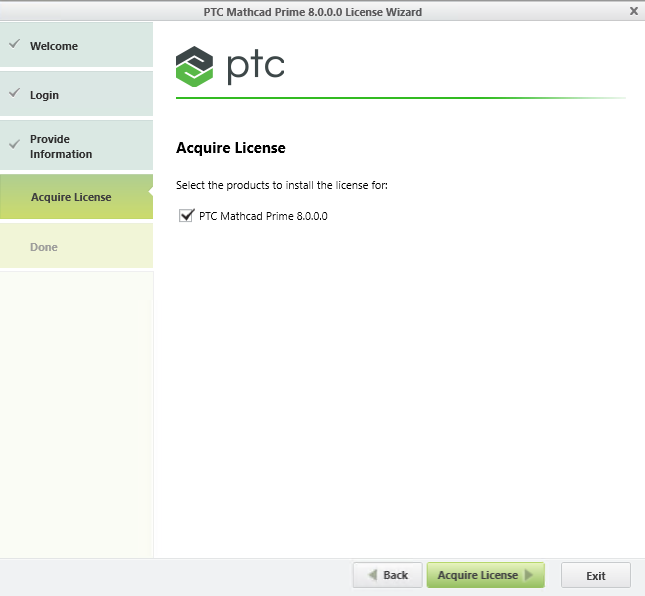 PTC Mathcad Prime 8.0.0.0 License Wizard
X
Welcome
Login
Provide
Information
Acquire License
Done
ptc
Acquire License
Select the products to install the license for:
PTC Mathcad Prime 8.0.0.0
Back
Acquire License
Exit